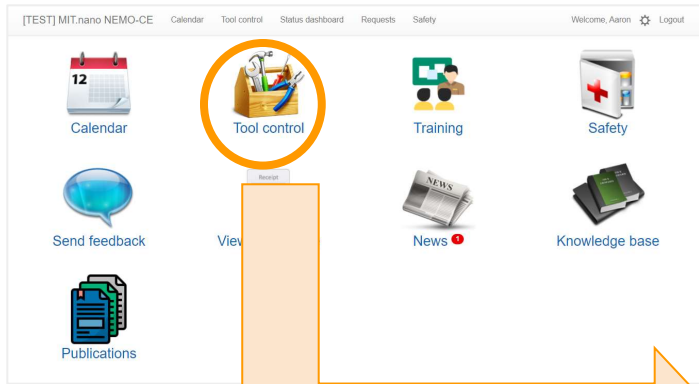 [TEST] MIT.nano NEMO-CE Calendar Tool control Status dashboard Requests Safety Welcome, Aaron Logout
12
Calendar Tool control Training Safety
Receipt
NEWS
Send feedback View News 1 Knowledge base
Publications